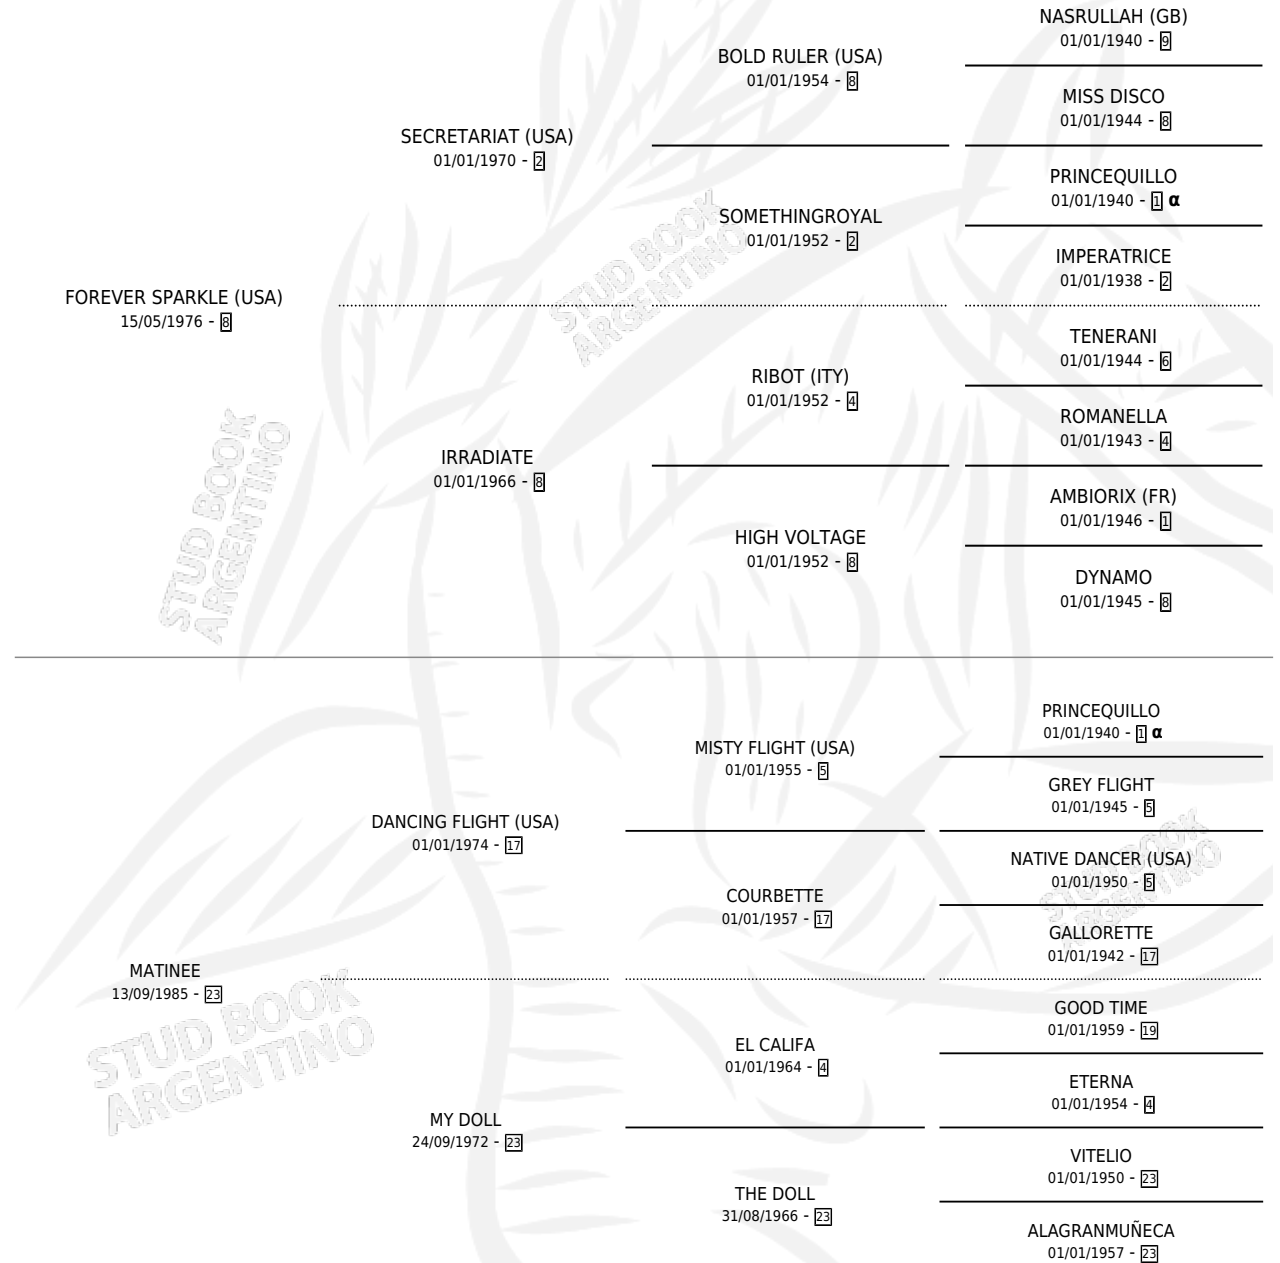 NASRULLAH (GB)
01/01/1940 - 9
BOLD RULER (USA)
01/01/1954 - 8
MISS DISCO
01/01/1944 - 8
SECRETARIAT (USA)
01/01/1970 - 2
PRINCEQUILLO
01/01/1940 - 1 α
SOMETHINGROYAL
01/01/1952 - 2
IMPERATRICE
01/01/1938 - 2
FOREVER SPARKLE (USA)
15/05/1976 - 8
TENERANI
01/01/1944 - 6
RIBOT (ITY)
01/01/1952 - 4
ROMANELLA
01/01/1943 - 4
IRRADIATE
01/01/1966 - 8
AMBIORIX (FR)
01/01/1946 - 1
HIGH VOLTAGE
01/01/1952 - 8
DYNAMO
01/01/1945 - 8
PRINCEQUILLO
01/01/1940 - 1 α
MISTY FLIGHT (USA)
01/01/1955 - 5
GREY FLIGHT
01/01/1945 - 5
DANCING FLIGHT (USA)
01/01/1974 - 17
NATIVE DANCER (USA)
01/01/1950 - 5
COURBETTE
01/01/1957 - 17
GALLORETTE
01/01/1942 - 17
MATINEE
13/09/1985 - 23
GOOD TIME
01/01/1959 - 19
EL CALIFA
01/01/1964 - 4
ETERNA
01/01/1954 - 4
MY DOLL
24/09/1972 - 23
VITELIO
01/01/1950 - 23
THE DOLL
31/08/1966 - 23
ALAGRANMUÑECA
01/01/1957 - 23
STUD BOOK
ARGENTINO
STUD BOOK
ARGENTINO
STUD BOOK
ARGENTINO
STUD BOOK
ARGENTINO